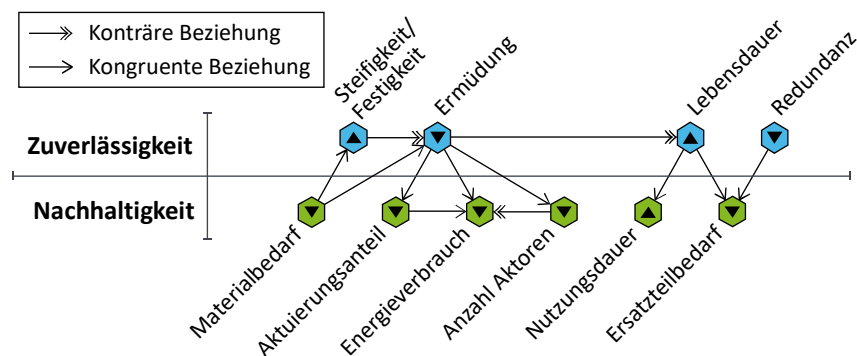 Konträre Beziehung
Kongruente Beziehung
Steifigkeit/
Festigkeit
Ermüdung
Lebensdauer
Redundanz
Zuverlässigkeit
Nachhaltigkeit
Materialbedarf
Aktuierungsanteil
Energieverbrauch
Anzahl Aktoren
Nutzungsdauer
Ersatzteilbedarf